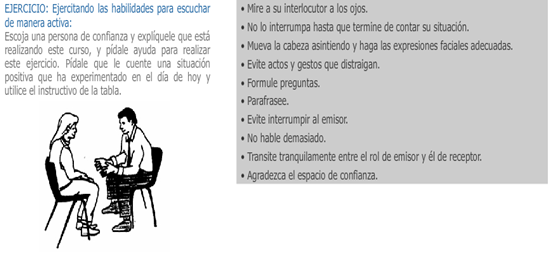 EJERCICIO: Ejercitando las habilidades para escuchar
de manera activa:
Escoja una persona de confianza y explíquele que está
realizando este curso, y pídale ayuda para realizar
este ejercicio. Pídale que le cuente una situación
positiva que ha experimentado en el día de hoy y
utilice el instructivo de la tabla.
• Mire a su interlocutor a los ojos.
• No lo interrumpa hasta que termine de contar su situación.
• Mueva la cabeza asintiendo y haga las expresiones faciales adecuadas.
• Evite actos y gestos que distraigan.
• Formule preguntas.
• Parafrasee.
• Evite interrumpir al emisor.
• No hable demasiado.
• Transite tranquilamente entre el rol de emisor y él de receptor.
• Agradezca el espacio de confianza.